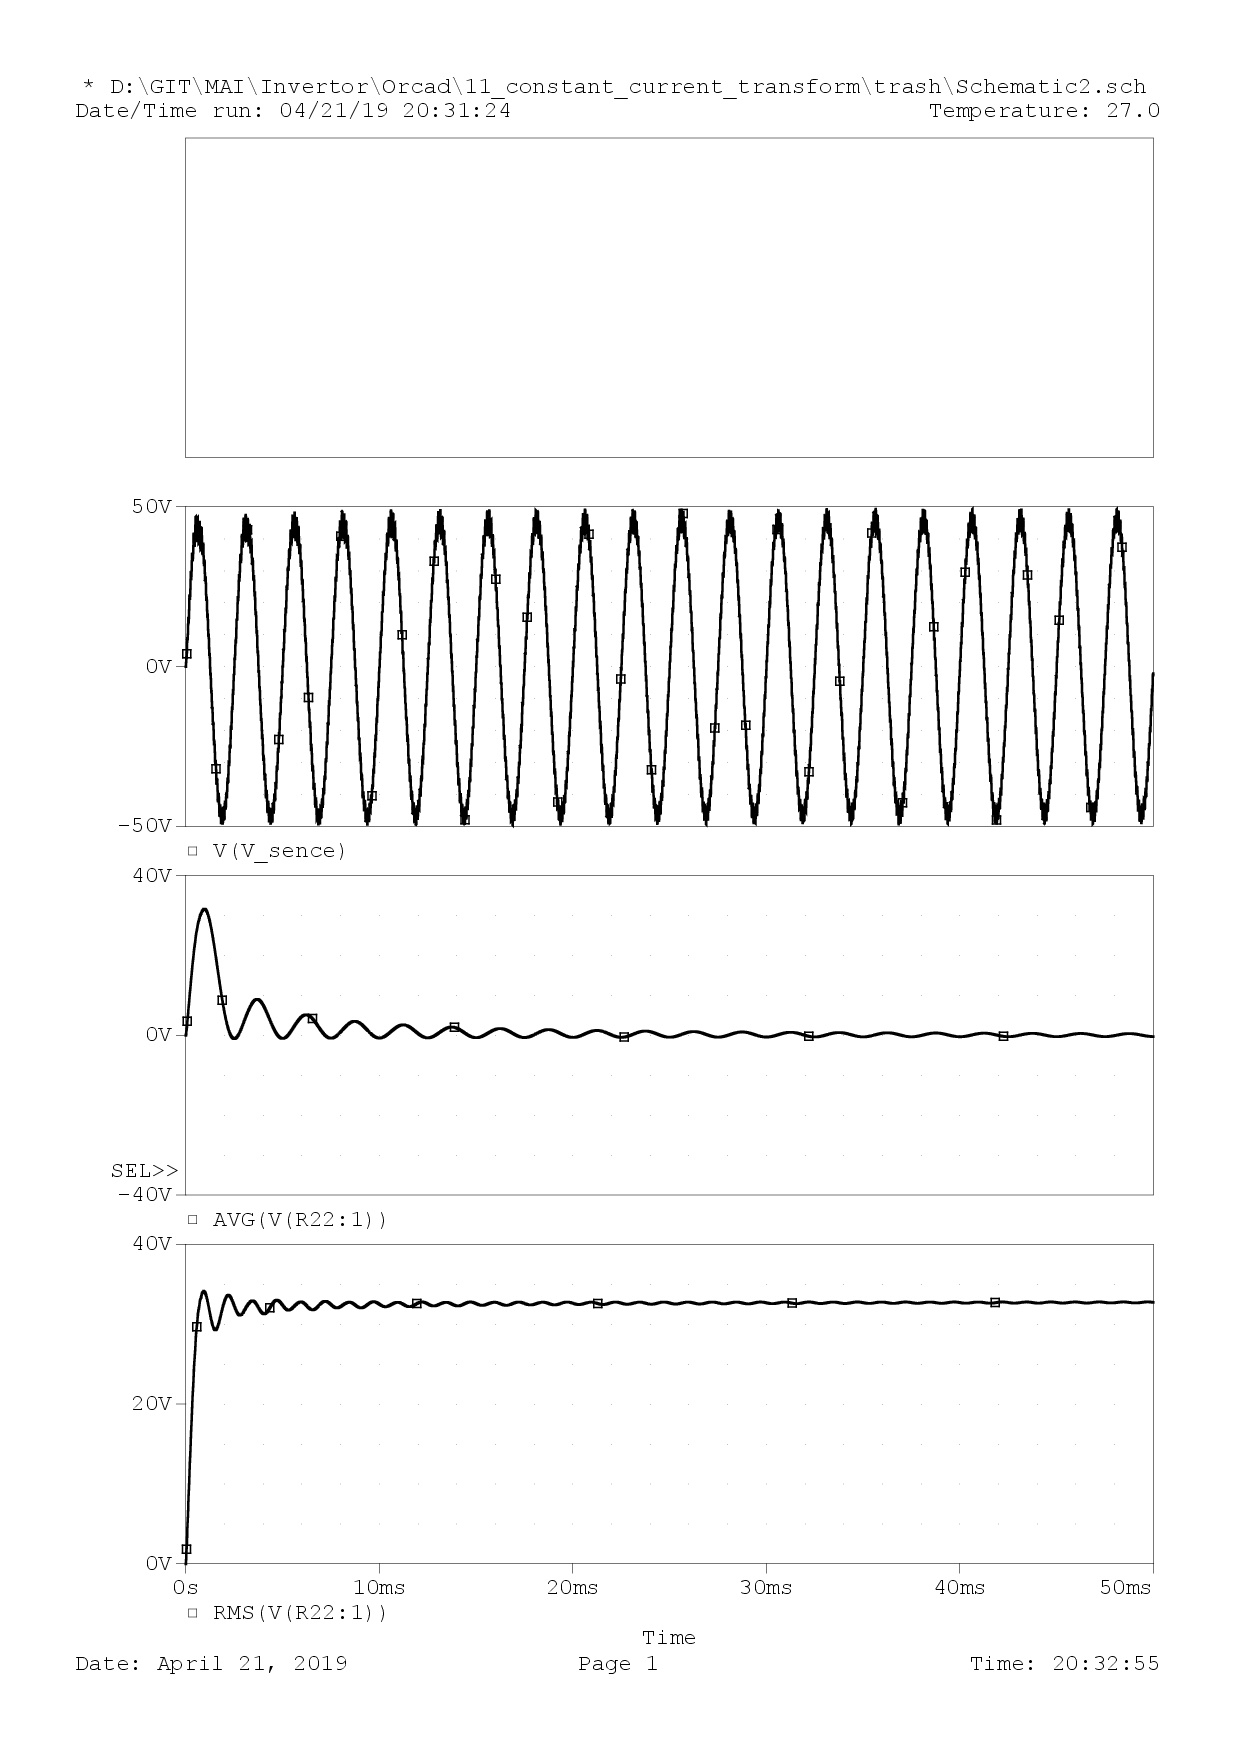 * D:\GIT\MAI\Invertor\Orcad\11_constant_current_transform\trash\Schematic2.sch
Date/Time run: 04/21/19 20:31:24 Temperature: 27.0
50V
0V
-50V
V(V_sence)
40V
0V
SEL>>
-40V
AVG(V(R22:1))
40V
20V
0V
0s 10ms 20ms 30ms 40ms 50ms
RMS(V(R22:1))
Time
Date: April 21, 2019 Page 1 Time: 20:32:55